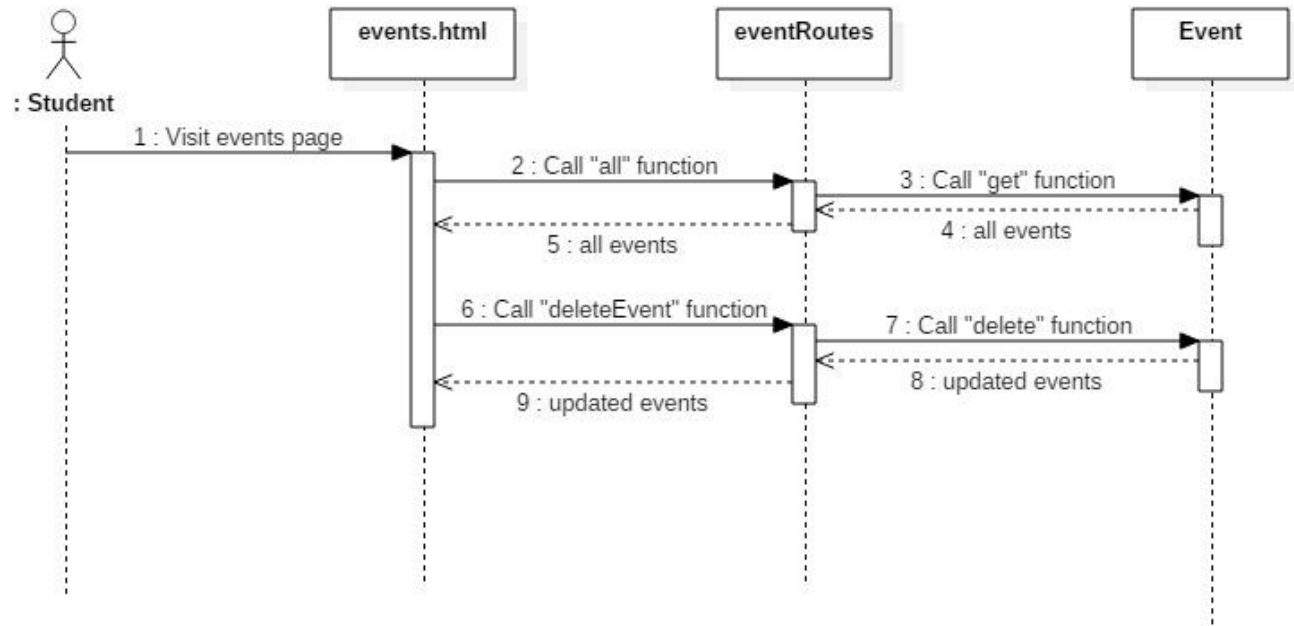 events.html
eventRoutes
Event
: Student
1 : Visit events page
2 : Call "all" function
3 : Call "get" function
4 : all events
5 : all events
6 : Call "deleteEvent" function
7 : Call "delete" function
8 : updated events
9 : updated events